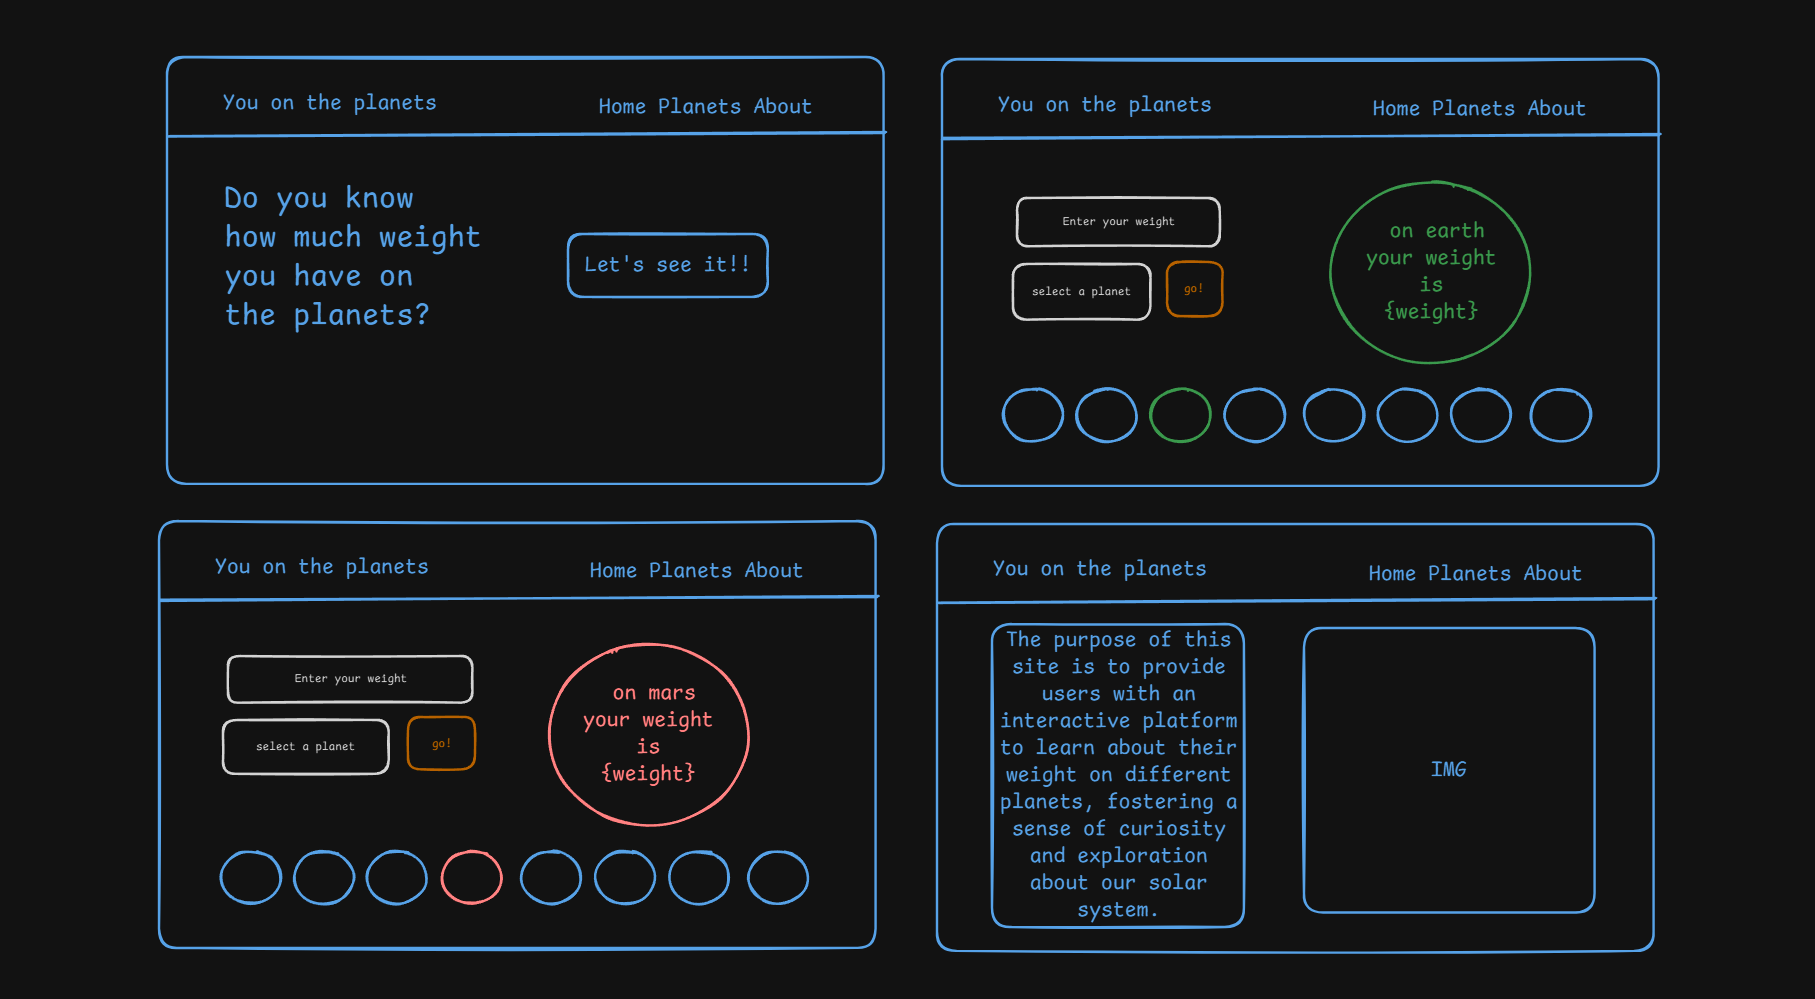 You on the planets
Home Planets About
Do you know
how much weight
you have on
the planets?
Let's see it!!
You on the planets
Home Planets About
Enter your weight
select a planet
go!
on earth
your weight
is
{weight}
You on the planets
Home Planets About
Enter your weight
select a planet
go!
on mars
your weight
is
{weight}
You on the planets
Home Planets About
The purpose of this
site is to provide
users with an
interactive platform
to learn about their
weight on different
planets, fostering a
sense of curiosity
and exploration
about our solar
system.
IMG